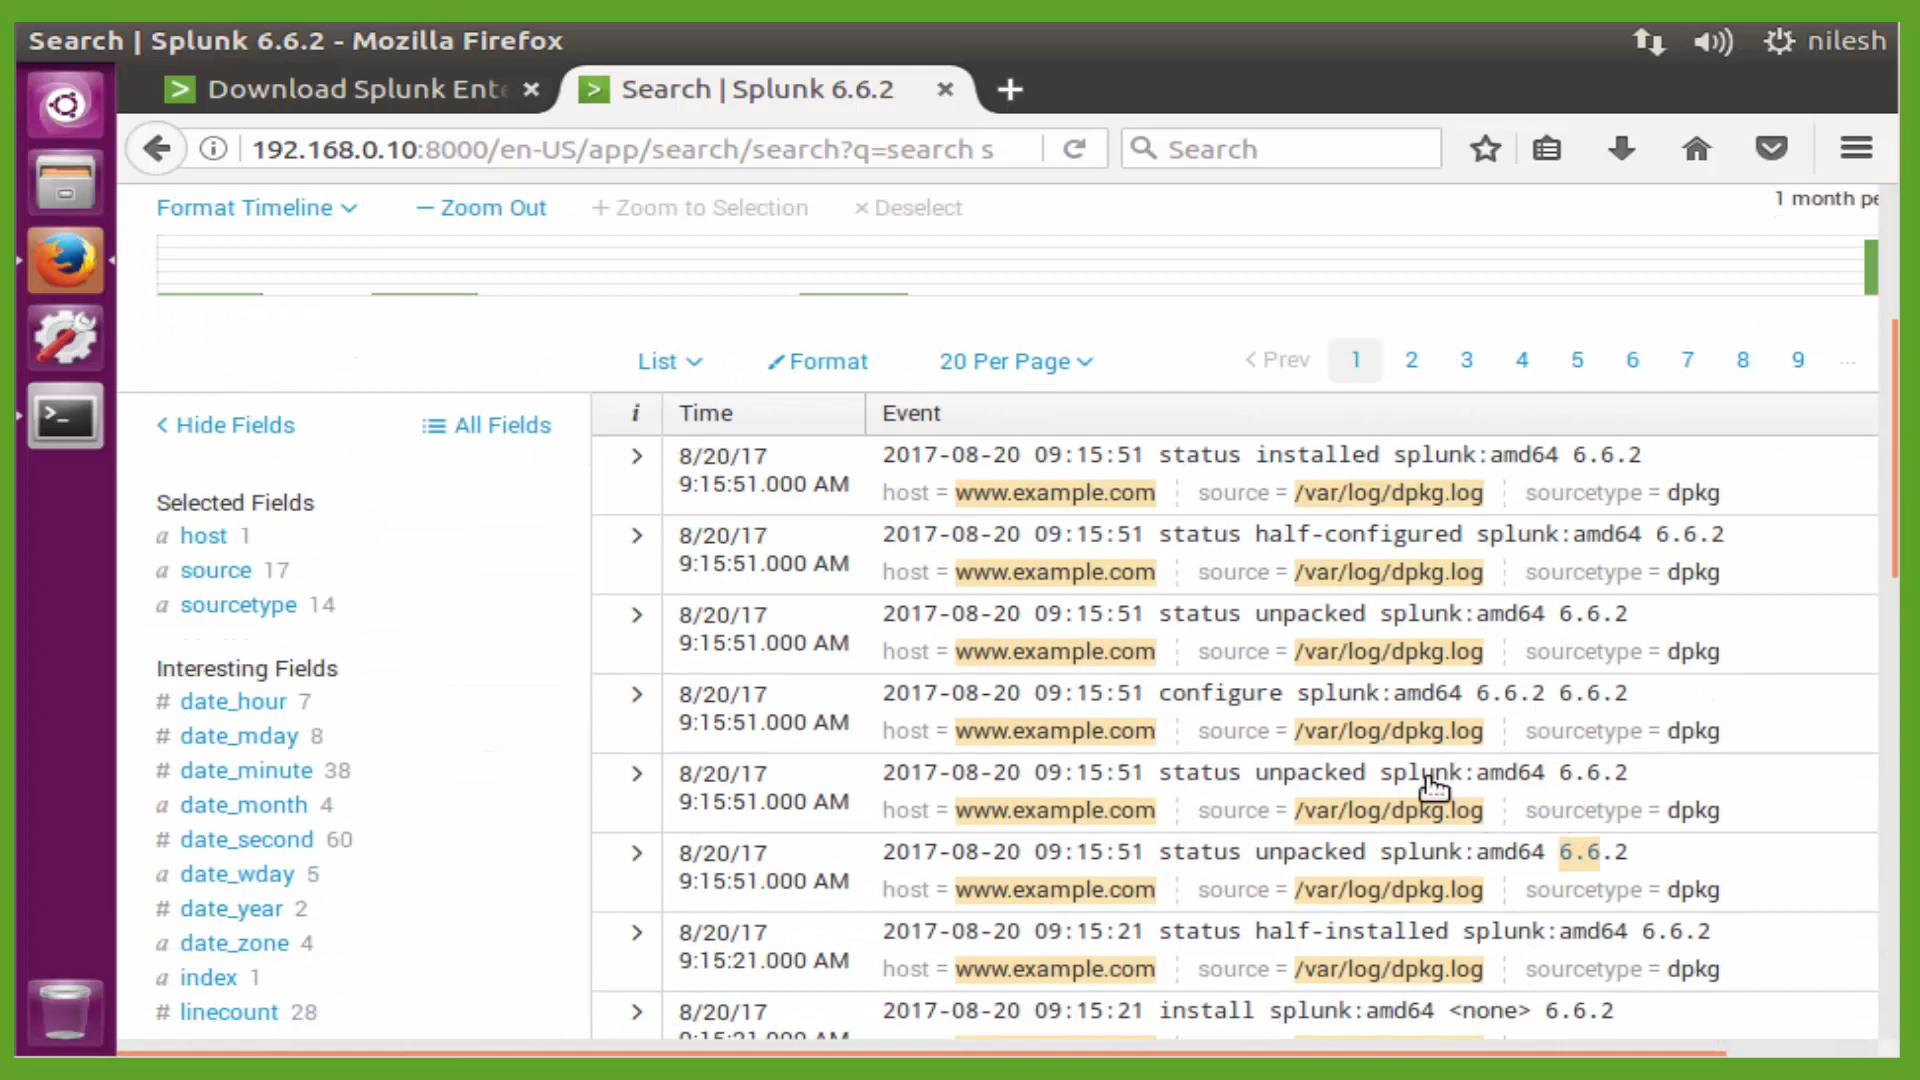 Search | Splunk 6.6.2 - Mozilla Firefox
nilesh
Download Splunk Ente
Search | Splunk 6.6.2
192.168.0.10:8000/en-US/app/search/search?q=search s
Search
Format Timeline
— Zoom Out
+ Zoom to Selection
× Deselect
1 month pe
List
Format
20 Per Page
< Prev 1 2 3 4 5 6 7 8 9 ...
< Hide Fields
All Fields
i Time Event
Selected Fields
a host 1
a source 17
a sourcetype 14
Interesting Fields
# date_hour 7
# date_mday 8
# date_minute 38
a date_month 4
# date_second 60
a date_wday 5
# date_year 2
a date_zone 4
a index 1
# linecount 28
> 8/20/17 2017-08-20 09:15:51 status installed splunk:amd64 6.6.2
9:15:51.000 AM host = www.example.com source = /var/log/dpkg.log sourcetype = dpkg
> 8/20/17 2017-08-20 09:15:51 status half-configured splunk:amd64 6.6.2
9:15:51.000 AM host = www.example.com source = /var/log/dpkg.log sourcetype = dpkg
> 8/20/17 2017-08-20 09:15:51 status unpacked splunk:amd64 6.6.2
9:15:51.000 AM host = www.example.com source = /var/log/dpkg.log sourcetype = dpkg
> 8/20/17 2017-08-20 09:15:51 configure splunk:amd64 6.6.2 6.6.2
9:15:51.000 AM host = www.example.com source = /var/log/dpkg.log sourcetype = dpkg
> 8/20/17 2017-08-20 09:15:51 status unpacked splunk:amd64 6.6.2
9:15:51.000 AM host = www.example.com source = /var/log/dpkg.log sourcetype = dpkg
> 8/20/17 2017-08-20 09:15:51 status unpacked splunk:amd64 6.6.2
9:15:51.000 AM host = www.example.com source = /var/log/dpkg.log sourcetype = dpkg
> 8/20/17 2017-08-20 09:15:21 status half-installed splunk:amd64 6.6.2
9:15:21.000 AM host = www.example.com source = /var/log/dpkg.log sourcetype = dpkg
> 8/20/17 2017-08-20 09:15:21 install splunk:amd64 <none> 6.6.2
9:15:21.000 AM